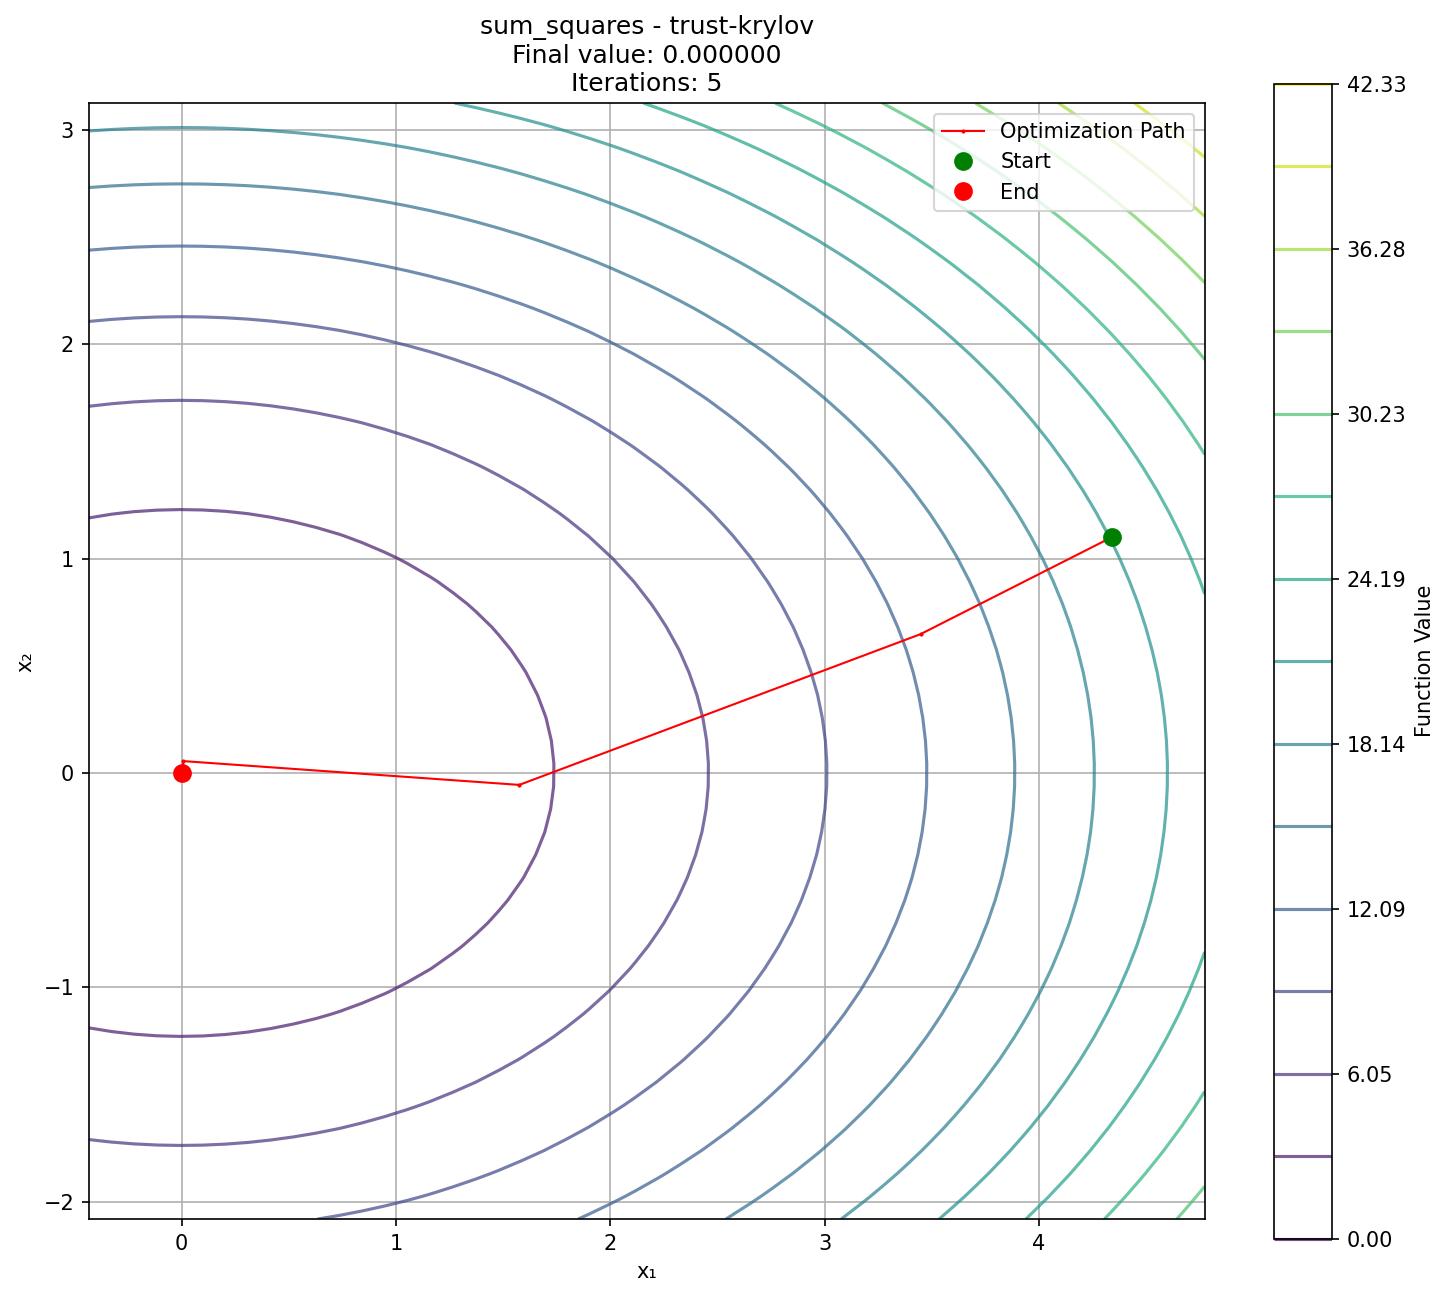 sum_squares - trust-krylov
Final value: 0.000000
Iterations: 5
Optimization Path
Start
End
3
2
1
0
−1
−2
x₂
0
1
2
3
4
x₁
42.33
36.28
30.23
24.19
18.14
12.09
6.05
0.00
Function Value